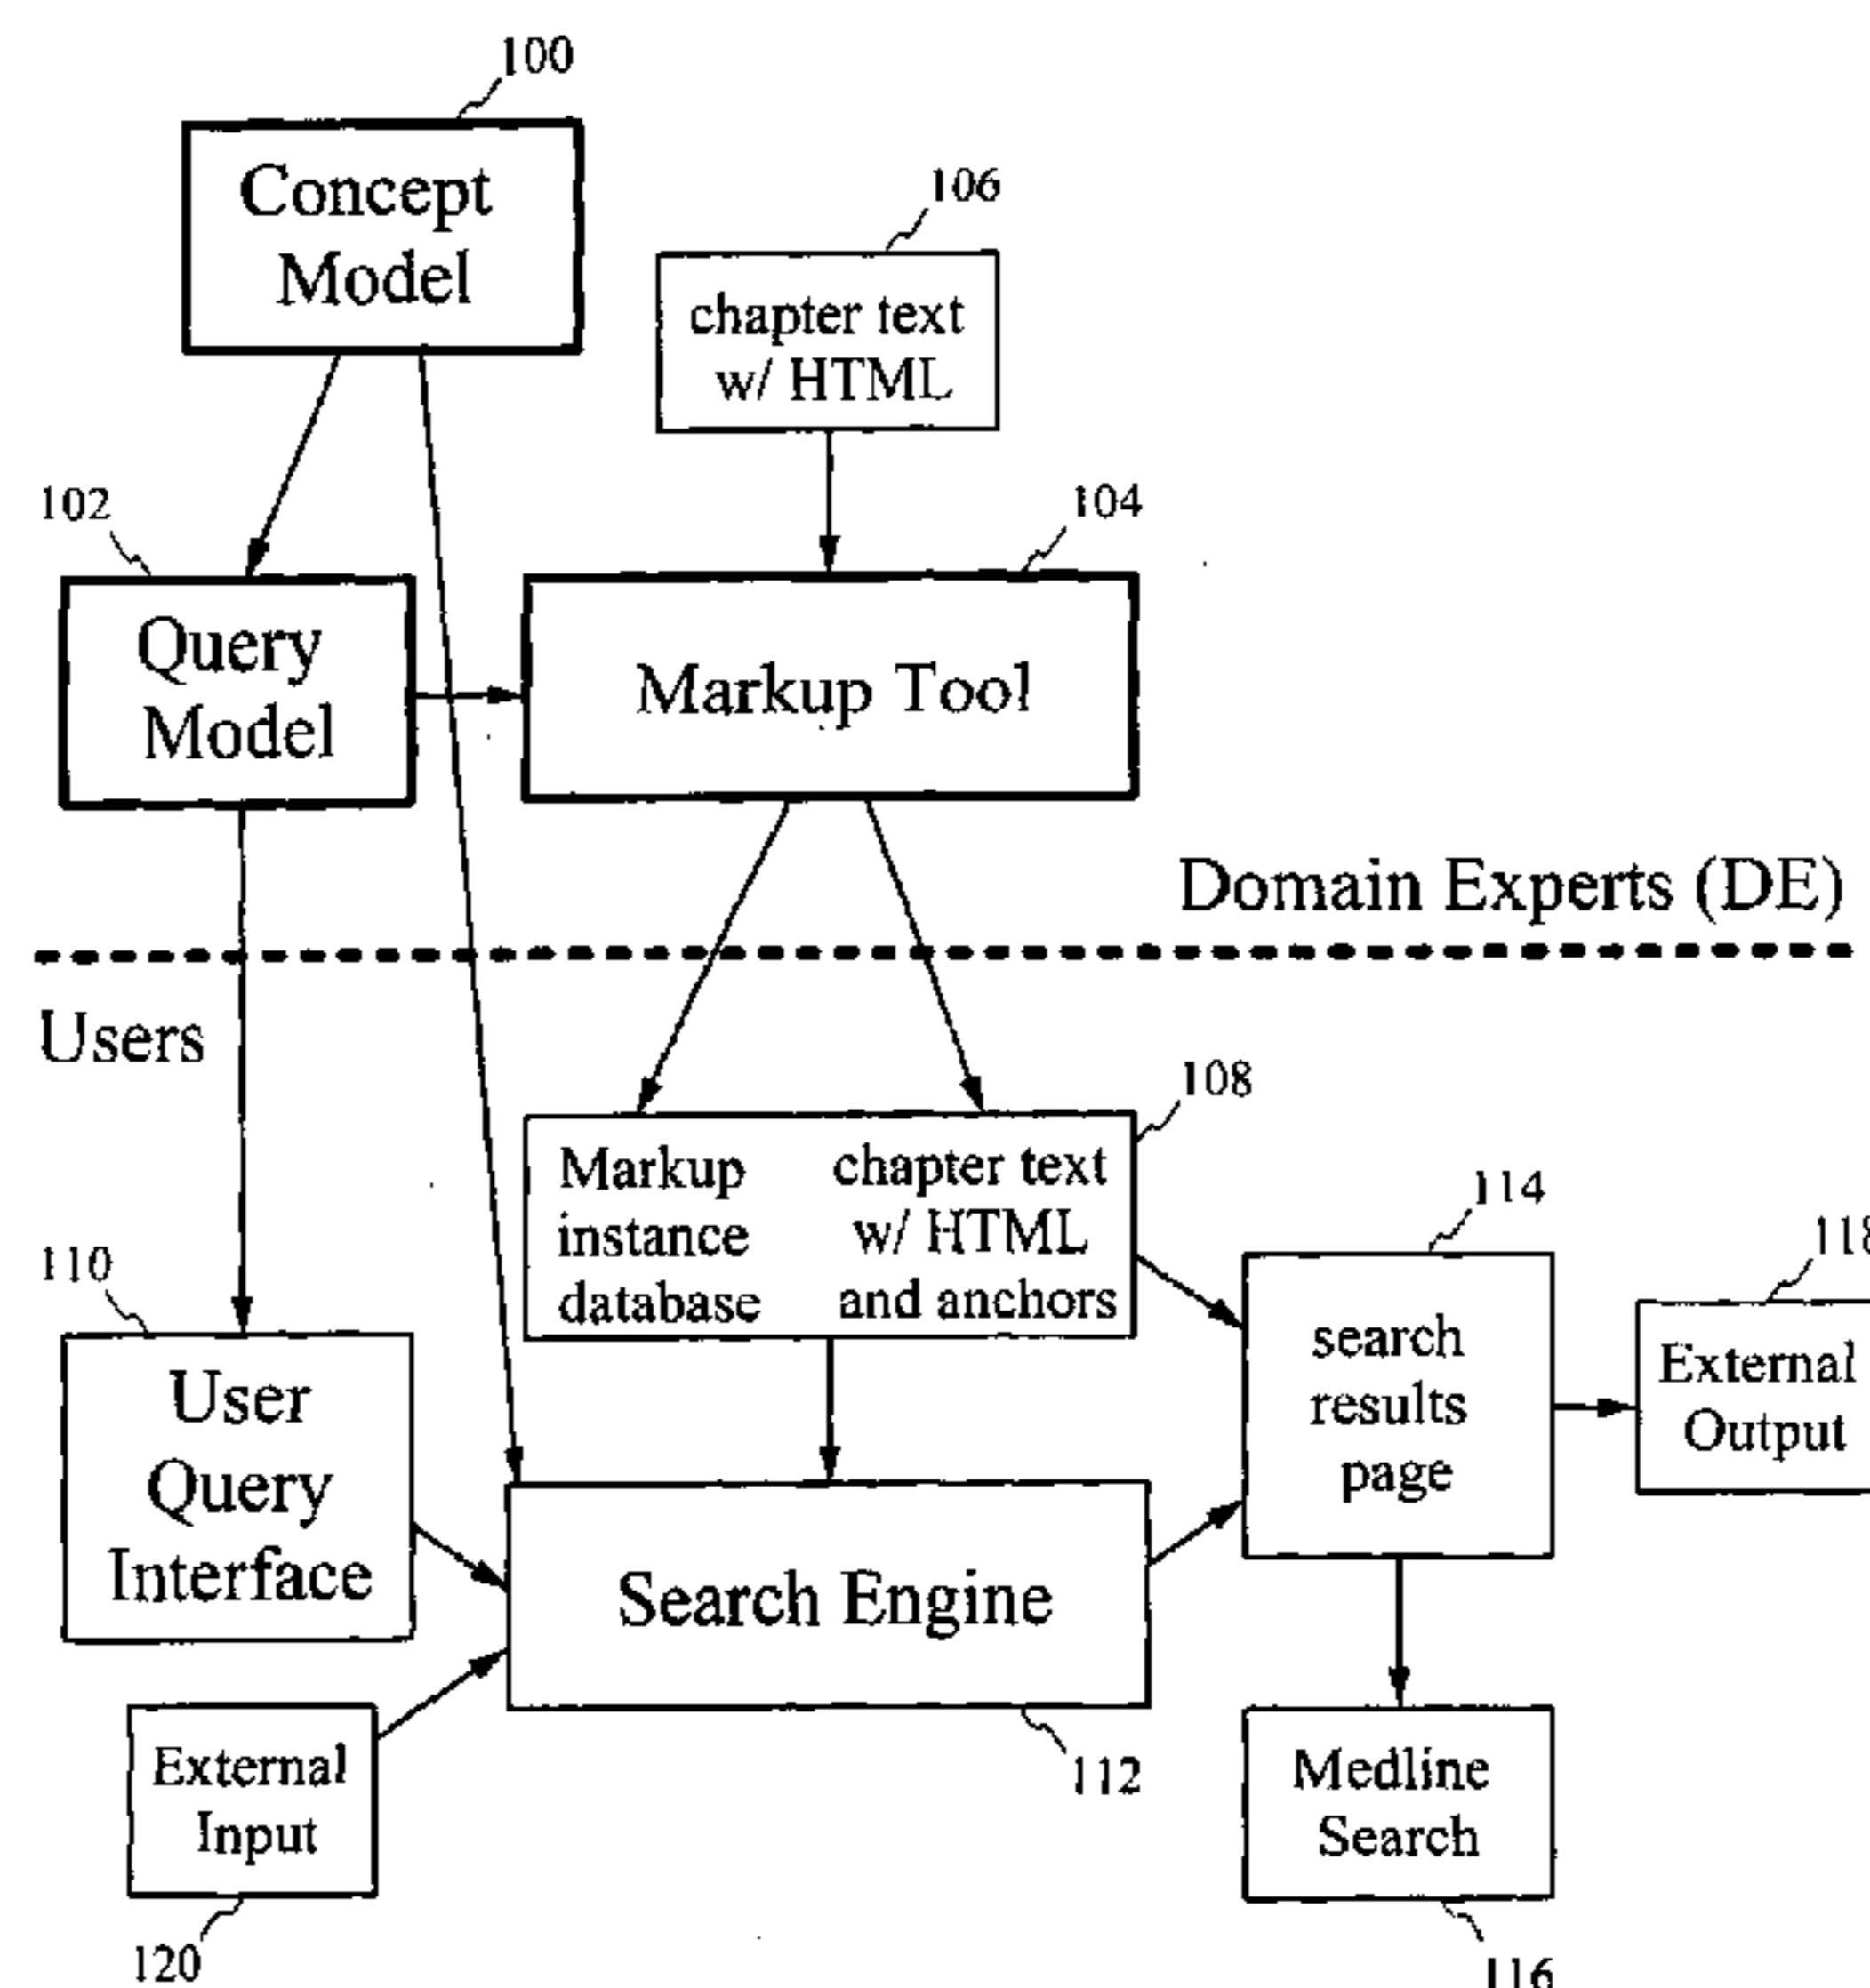 100
Concept
Model
106
chapter text
w/ HTML
102
Query
Model
104
Markup Tool
Domain Experts (DE)
Users
108
Markup
instance
database
chapter text
w/ HTML
and anchors
110
User
Query
Interface
114
search
results
page
118
External
Output
Search Engine
112
External
Input
120
Medline
Search
116